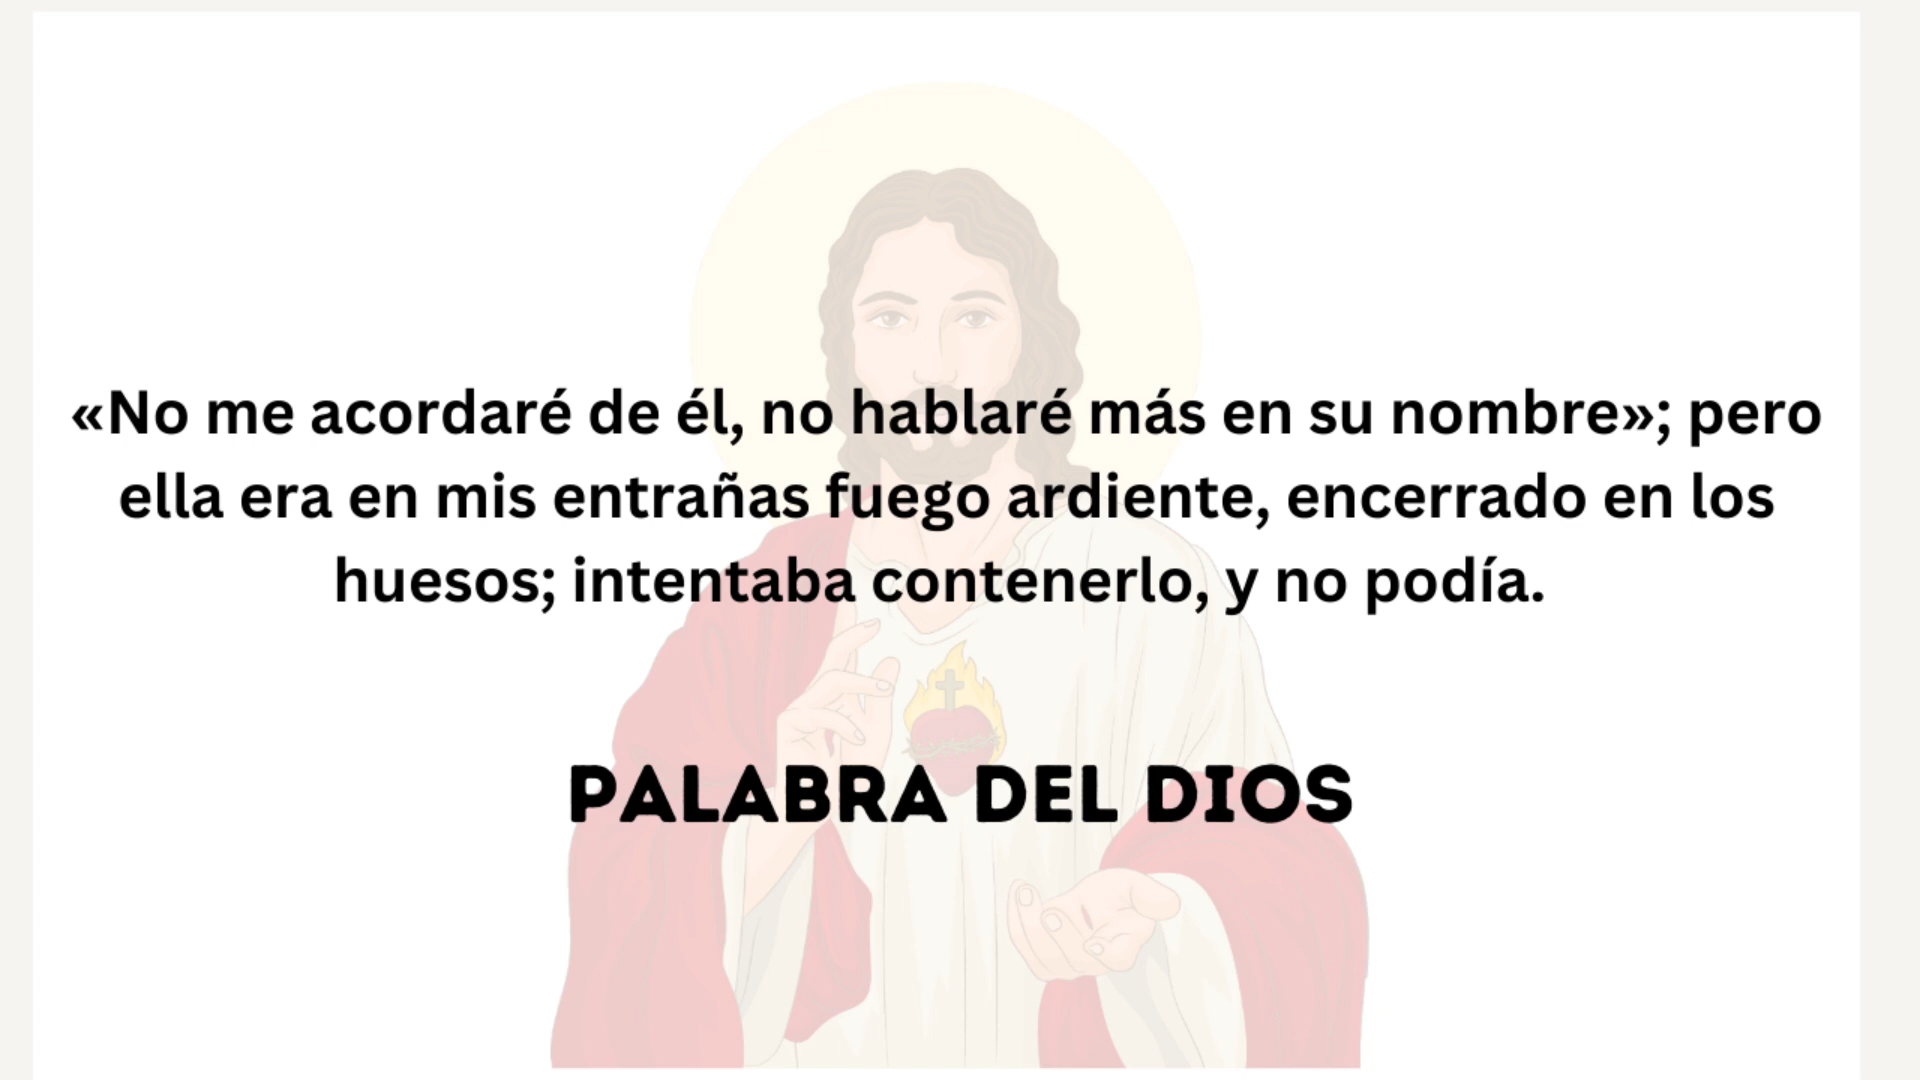 «No me acordaré de él, no hablaré más en su nombre»; pero
ella era en mis entrañas fuego ardiente, encerrado en los
huesos; intentaba contenerlo, y no podía.
PALABRA DEL DIOS